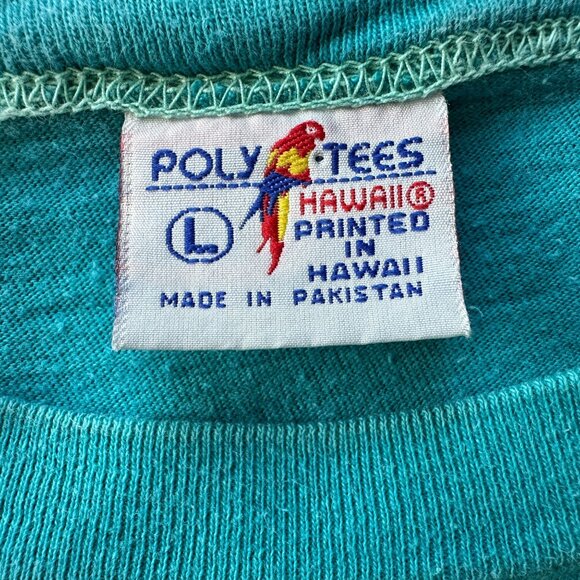 POLY TEES
HAWAII®
L
PRINTED
IN
HAWAII
MADE IN PAKISTAN